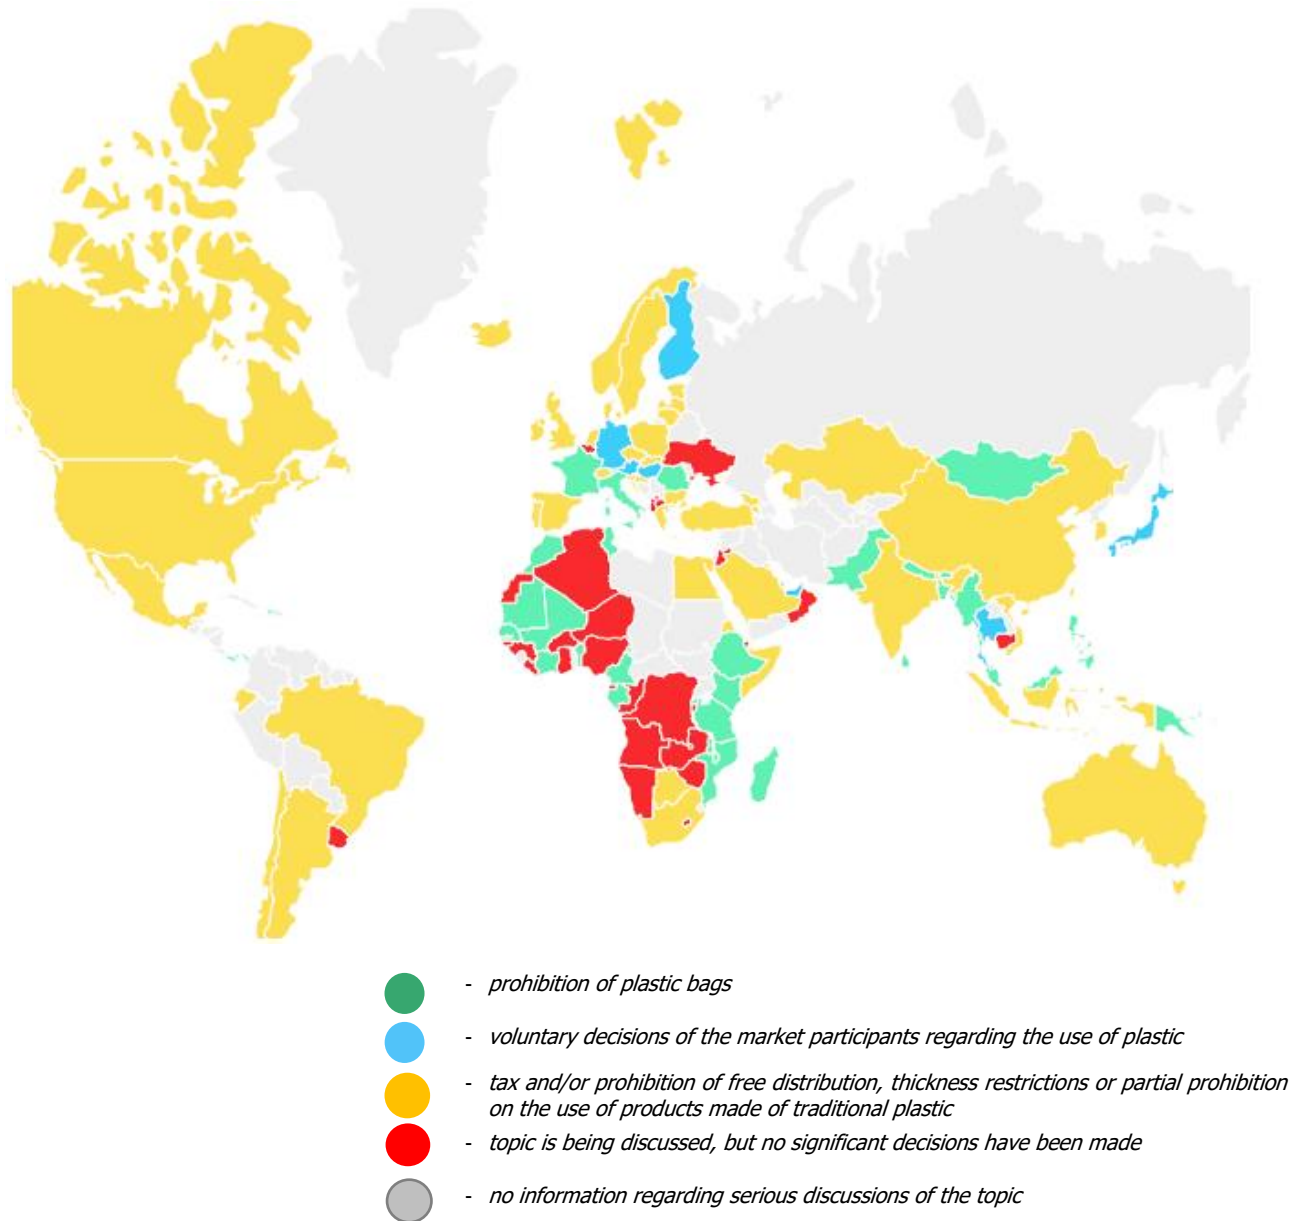 - prohibition of plastic bags
- voluntary decisions of the market participants regarding the use of plastic
- tax and/or prohibition of free distribution, thickness restrictions or partial prohibition
on the use of products made of traditional plastic
- topic is being discussed, but no significant decisions have been made
- no information regarding serious discussions of the topic